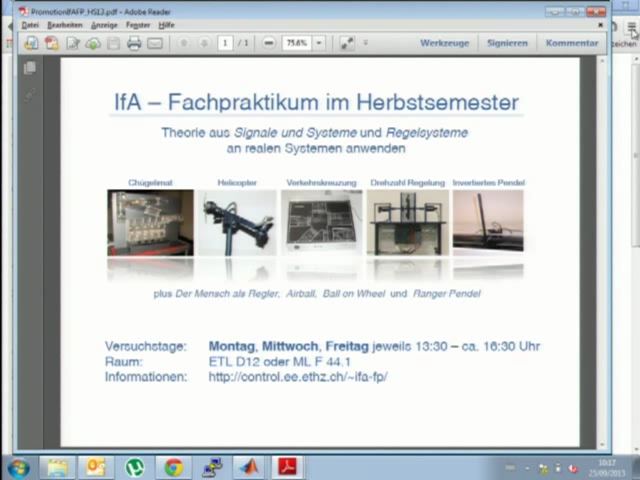 PromotionIfAFP_HS13.pdf - Adobe Reader
Datei Bearbeiten Anzeige Fenster Hilfe
1 / 1 75.6% Werkzeuge Signieren Kommentar
zeichen
IfA – Fachpraktikum im Herbstsemester
Theorie aus Signale und Systeme und Regelsysteme
an realen Systemen anwenden
Chügelimat Helicopter Verkehrskreuzung Drehzahl Regelung Invertiertes Pendel
plus Der Mensch als Regler, Airball, Ball on Wheel und Ranger Pendel
Versuchstage: Montag, Mittwoch, Freitag jeweils 13:30 – ca. 16:30 Uhr
Raum: ETL D12 oder ML F 44.1
Informationen: http://control.ee.ethz.ch/~ifa-fp/
10:17
25/09/2013